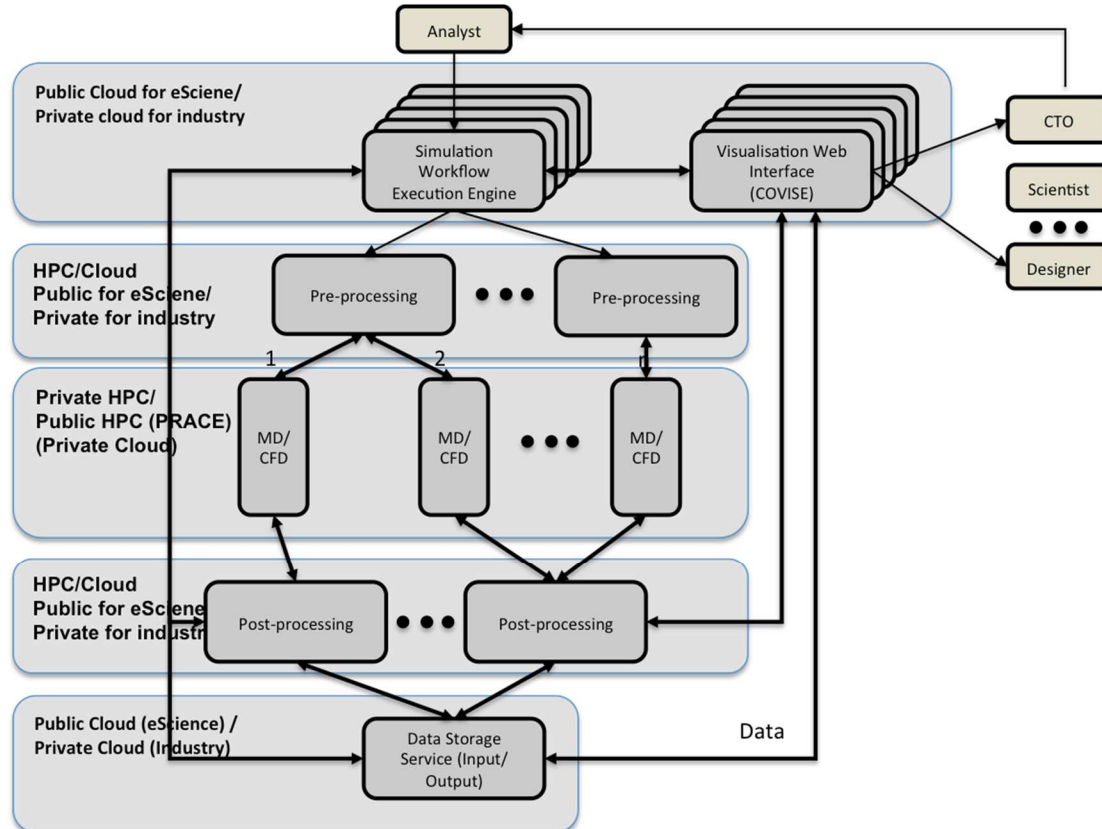 Analyst
Public Cloud for eSciene/
Private cloud for industry
Simulation
Workflow
Execution Engine
Visualisation Web
Interface
(COVISE)
CTO
Scientist
Designer
HPC/Cloud
Public for eSciene/
Private for industry
Pre-processing
Pre-processing
1
2
n
Private HPC/
Public HPC (PRACE)
(Private Cloud)
MD/
CFD
MD/
CFD
MD/
CFD
HPC/Cloud
Public for eSciene
Private for industr
Post-processing
Post-processing
Public Cloud (eScience) /
Private Cloud (Industry)
Data Storage
Service (Input/
Output)
Data